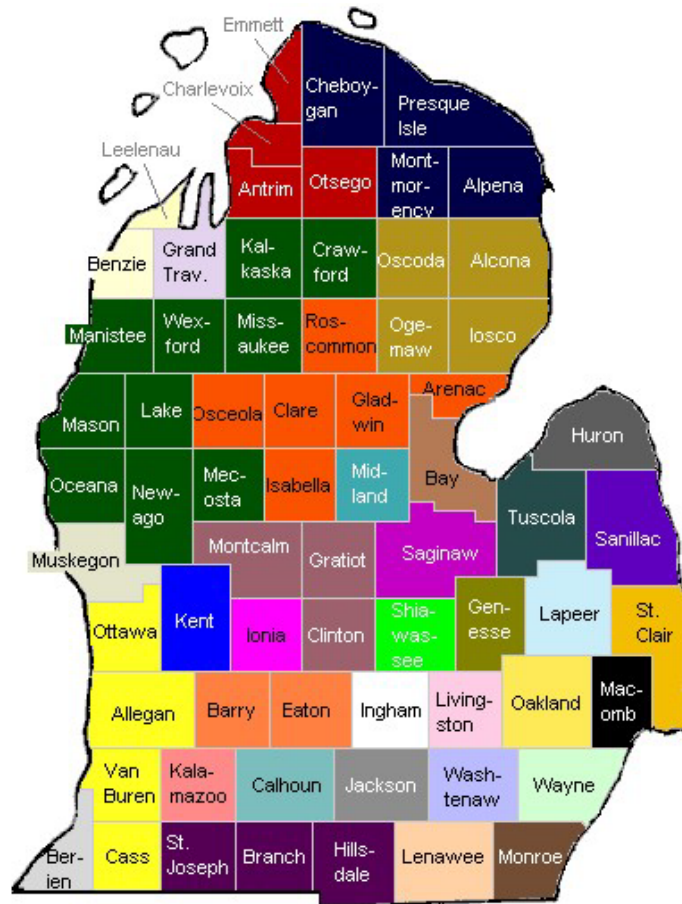 Emmett
Charlevoix
Leelenau
Cheboy-
gan
Presque
Isle
Antrim
Otsego
Mont-
mor-
ency
Alpena
Benzie
Grand
Trav.
Kal-
kaska
Craw-
ford
Oscoda
Alcona
Manistee
Wex-
ford
Miss-
aukee
Ros-
common
Oge-
maw
Iosco
Mason
Lake
Osceola
Clare
Glad-
win
Arenac
Huron
Oceana
New-
ago
Mec-
osta
Isabella
Mid-
land
Bay
Tuscola
Sanillac
Muskegon
Montcalm
Gratiot
Saginaw
Ottawa
Kent
Ionia
Clinton
Shia-
was-
see
Gen-
esse
Lapeer
St.
Clair
Allegan
Barry
Eaton
Ingham
Living-
ston
Oakland
Mac-
omb
Van
Buren
Kala-
mazoo
Calhoun
Jackson
Wash-
tenaw
Wayne
Ber-
rien
Cass
St.
Joseph
Branch
Hills-
dale
Lenawee
Monroe